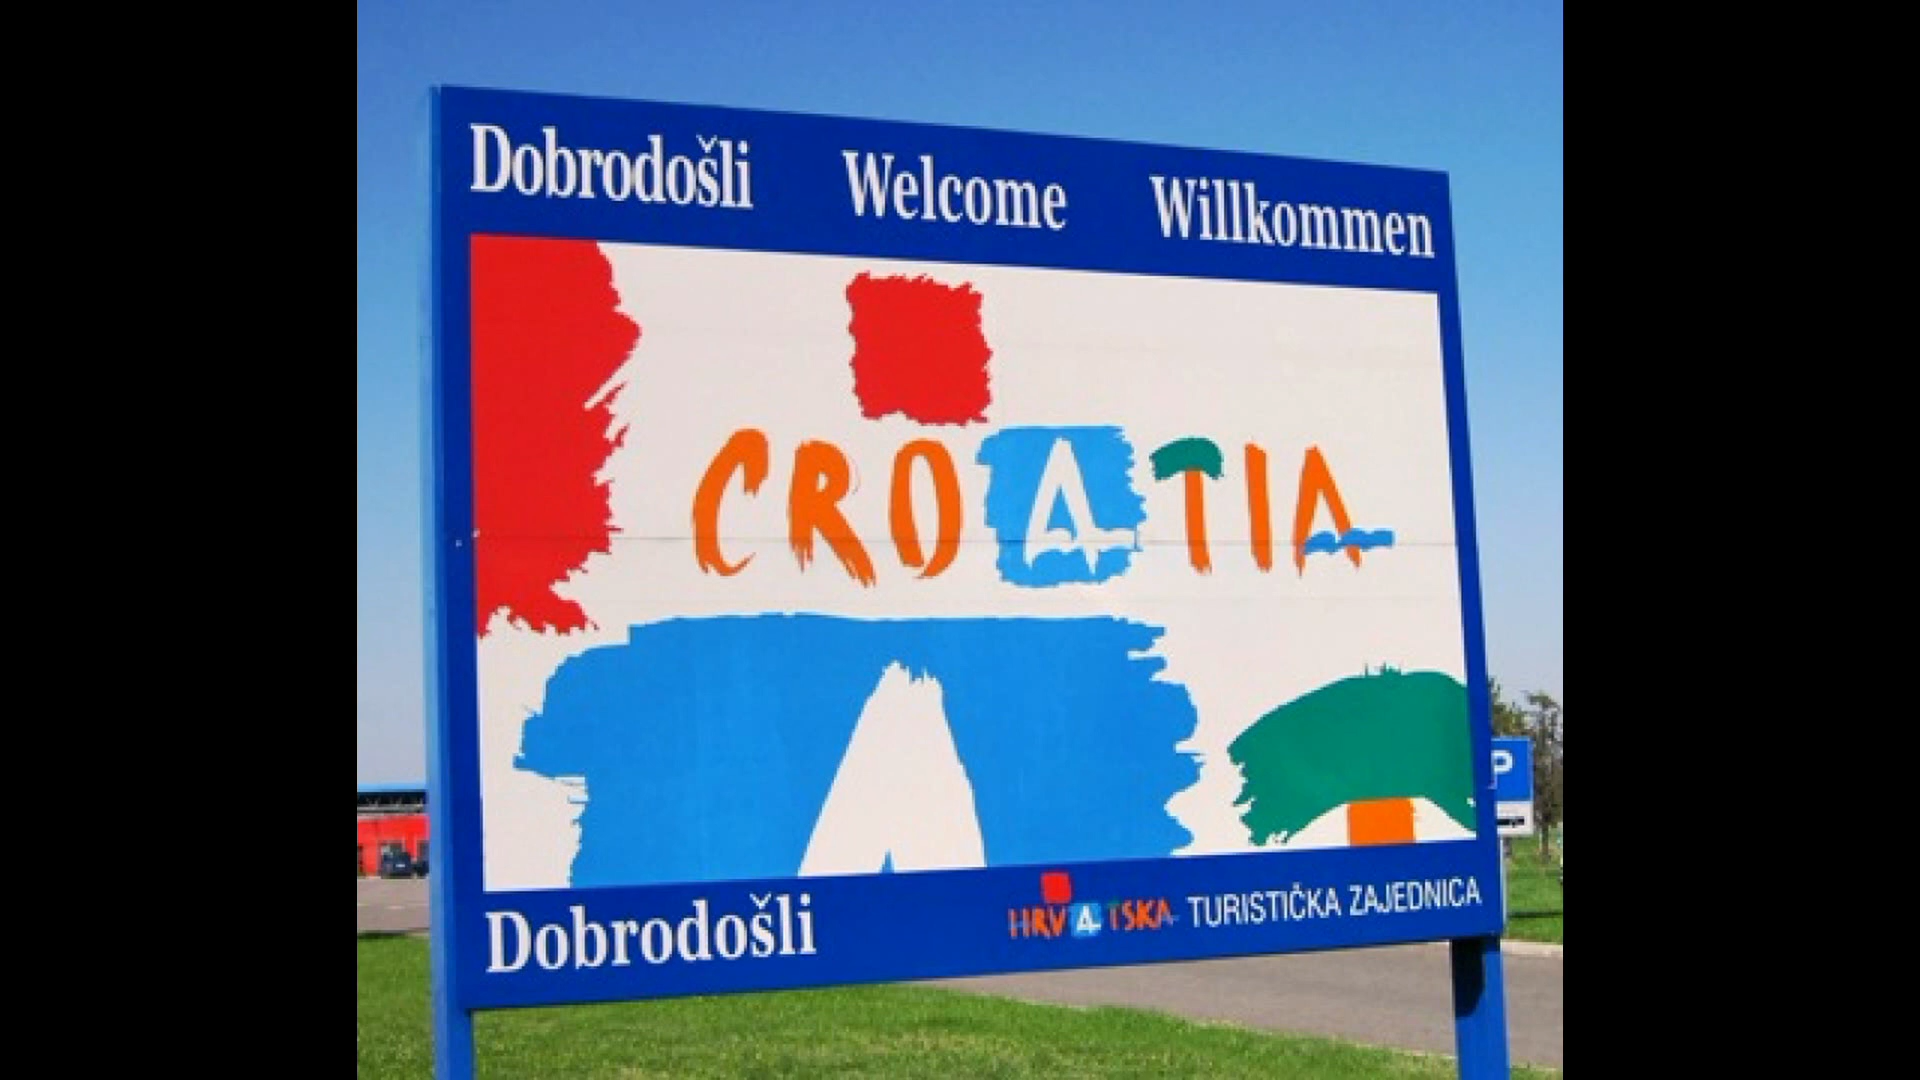 Dobrodošli Welcome Willkommen
CROATIA
Dobrodošli
HRVATSKA TURISTIČKA ZAJEDNICA
P